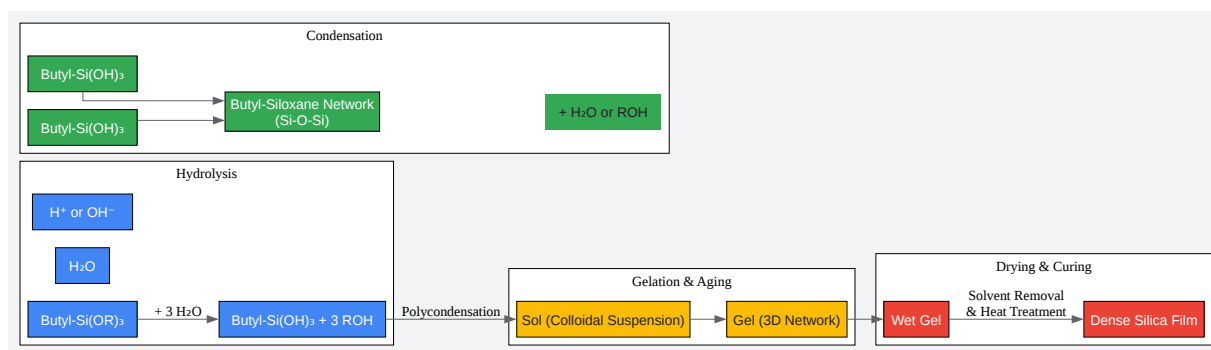 Condensation
Butyl-Si(OH)₃
Butyl-Siloxane Network
(Si-O-Si)
+ H₂O or ROH
Butyl-Si(OH)₃
Hydrolysis
H⁺ or OH⁻
H₂O
Butyl-Si(OR)₃
+ 3 H₂O
Butyl-Si(OH)₃ + 3 ROH
Polycondensation
Gelation & Aging
Sol (Colloidal Suspension)
Gel (3D Network)
Drying & Curing
Wet Gel
Solvent Removal
& Heat Treatment
Dense Silica Film